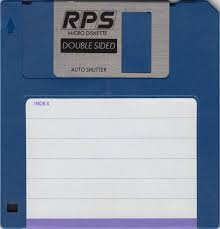 RPS
MICRO DISKETTE
DOUBLE SIDED
AUTO SHUTTER
INDEX